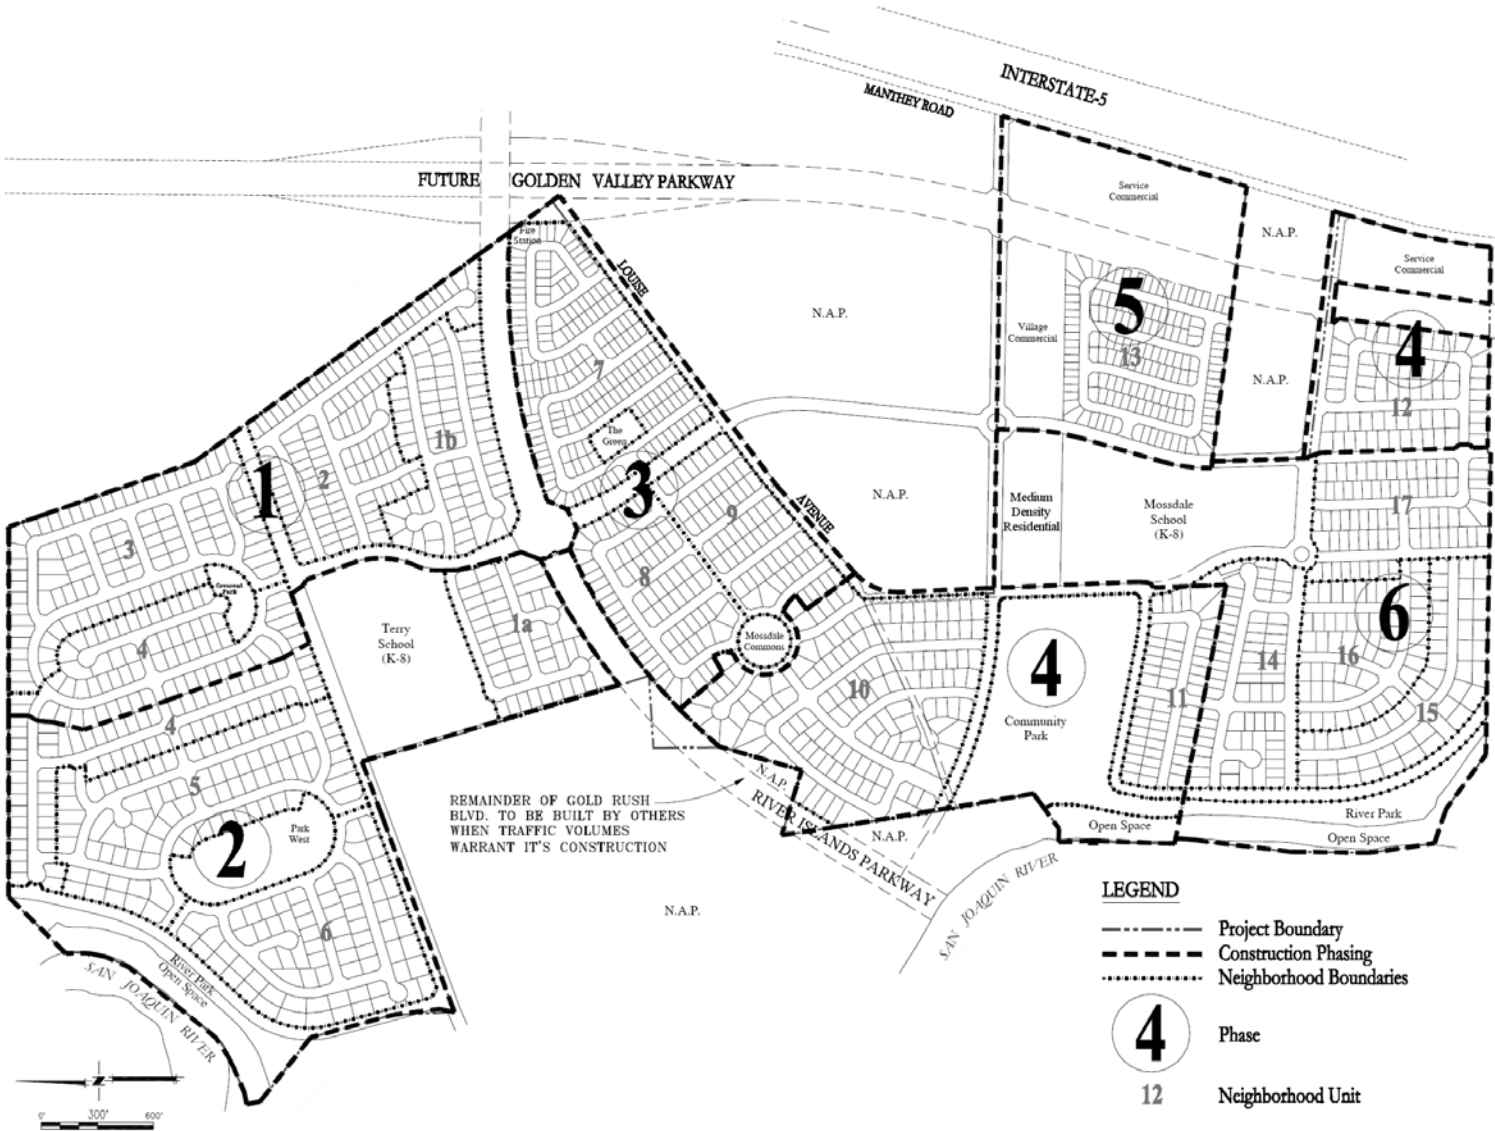 INTERSTATE-5
MANTHEY ROAD
FUTURE GOLDEN VALLEY PARKWAY
Service
Commercial
N.A.P.
Service
Commercial
Fire
Station
LOUISE
N.A.P.
5
Village
Commercial
13
4
N.A.P.
12
7
1b
The
Green
2
1
3
3
9
AVENUE
N.A.P.
Medium
Density
Residential
Mossdale
School
(K-8)
17
8
Crescent
Park
4
Terry
School
(K-8)
1a
Mossdale
Commons
10
4
Community
Park
11
14
16
6
15
4
5
2
Park
West
6
N.A.P.
REMAINDER OF GOLD RUSH
BLVD. TO BE BUILT BY OTHERS
WHEN TRAFFIC VOLUMES
WARRANT IT'S CONSTRUCTION
RIVER ISLANDS PARKWAY
N.A.P.
Open Space
River Park
Open Space
N.A.P.
SAN JOAQUIN RIVER
River Park
Open Space
SAN JOAQUIN RIVER
LEGEND
Project Boundary
Construction Phasing
Neighborhood Boundaries
4 Phase
12 Neighborhood Unit
Z
0' 300' 600'